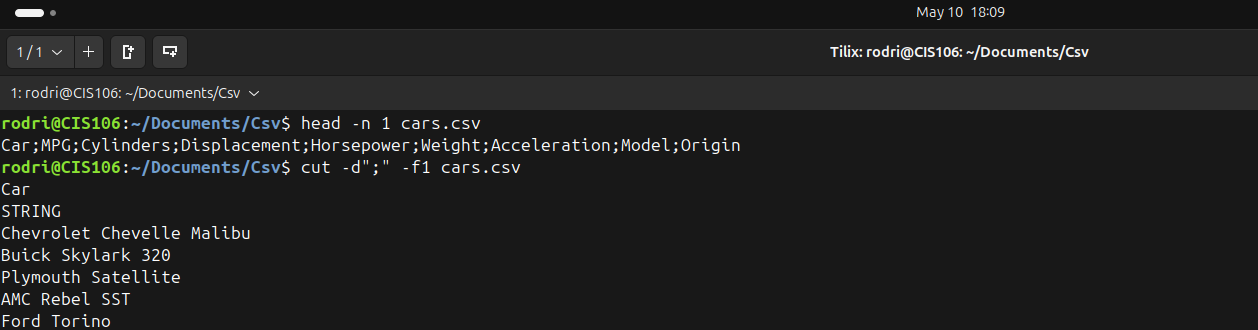 May 10 18:09
1 / 1
Tilix: rodri@CIS106: ~/Documents/Csv
1: rodri@CIS106: ~/Documents/Csv
rodri@CIS106:~/Documents/Csv$ head -n 1 cars.csv
Car;MPG;Cylinders;Displacement;Horsepower;Weight;Acceleration;Model;Origin
rodri@CIS106:~/Documents/Csv$ cut -d";" -f1 cars.csv
Car
STRING
Chevrolet Chevelle Malibu
Buick Skylark 320
Plymouth Satellite
AMC Rebel SST
Ford Torino